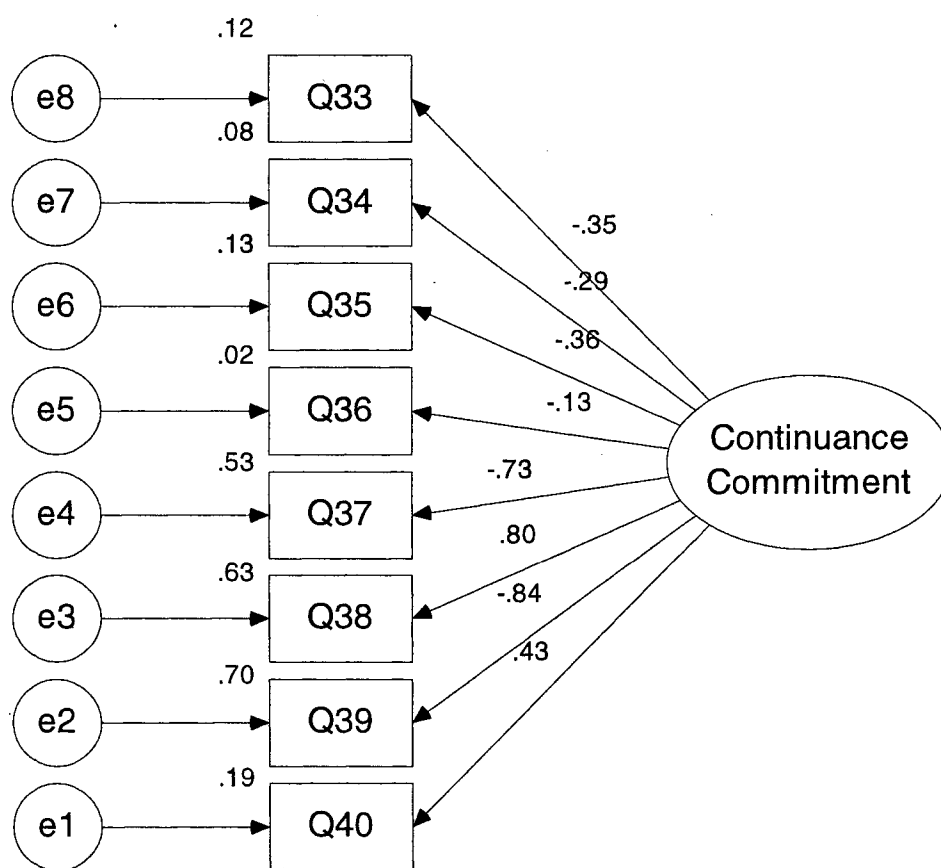 .12
e8
Q33
.08
e7
Q34
-.35
.13
-.29
e6
Q35
-.36
.02
-.13
e5
Q36
Continuance
Commitment
.53
-.73
e4
Q37
.80
.63
-.84
e3
Q38
.43
.70
e2
Q39
.19
e1
Q40